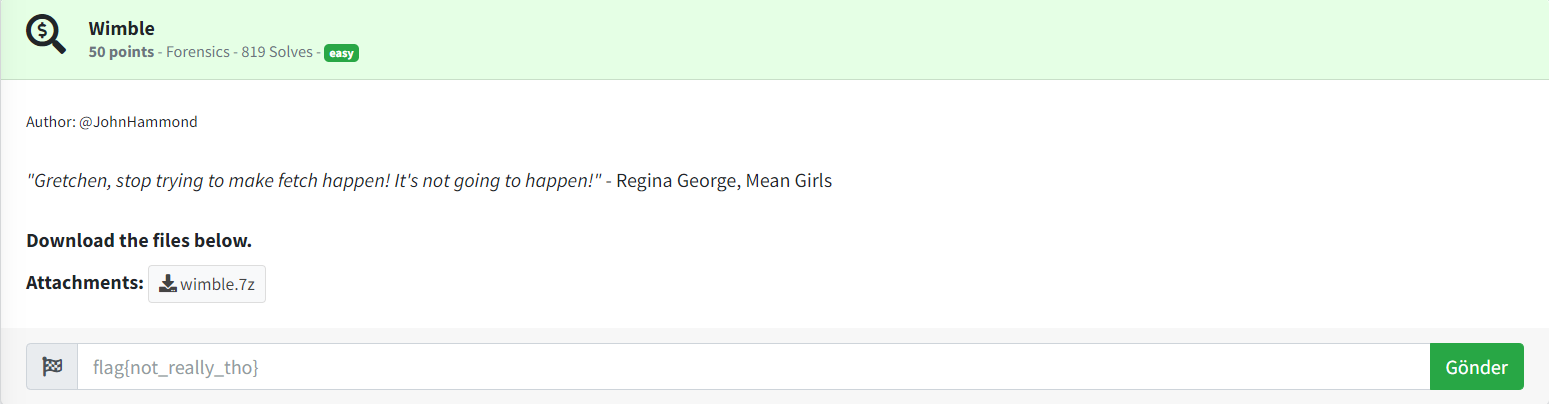 Wimble
50 points - Forensics - 819 Solves - easy
Author: @JohnHammond
"Gretchen, stop trying to make fetch happen! It's not going to happen!" - Regina George, Mean Girls
Download the files below.
Attachments: wimble.7z
flag{not_really_tho}
Gönder